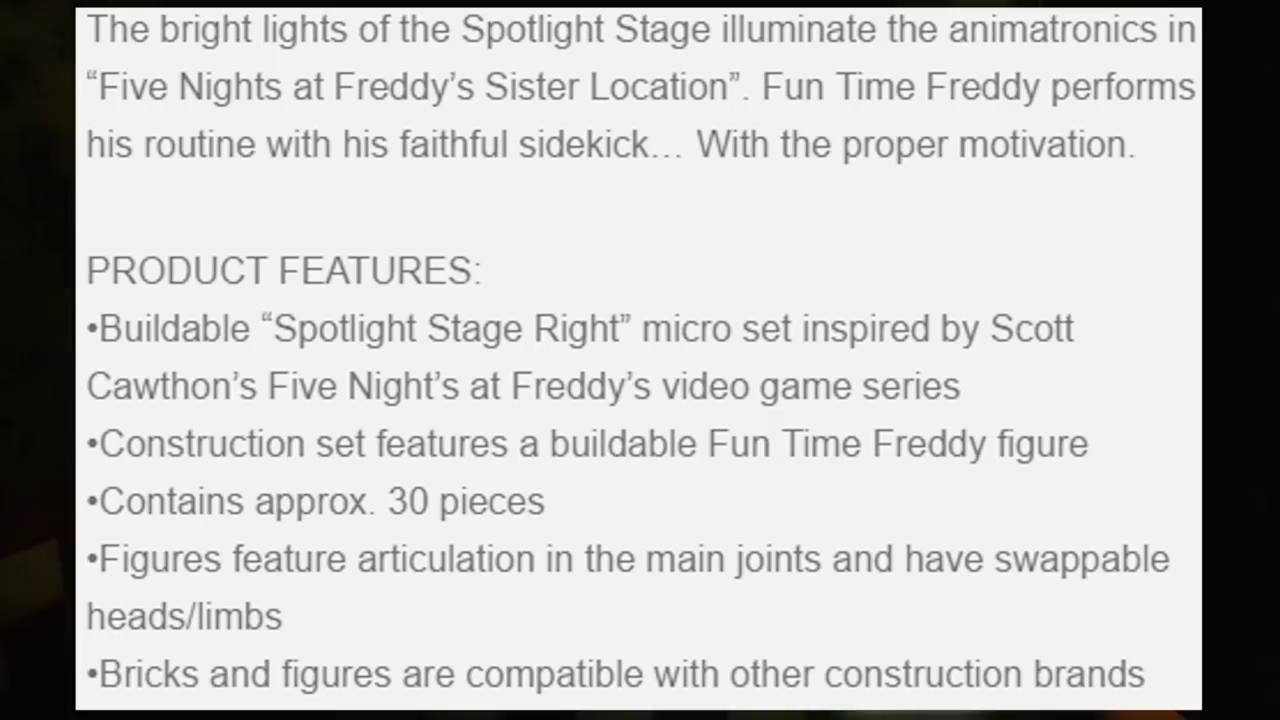 The bright lights of the Spotlight Stage illuminate the animatronics in
“Five Nights at Freddy’s Sister Location”. Fun Time Freddy performs
his routine with his faithful sidekick… With the proper motivation.
PRODUCT FEATURES:
•Buildable “Spotlight Stage Right” micro set inspired by Scott
Cawthon’s Five Night’s at Freddy’s video game series
•Construction set features a buildable Fun Time Freddy figure
•Contains approx. 30 pieces
•Figures feature articulation in the main joints and have swappable
heads/limbs
•Bricks and figures are compatible with other construction brands